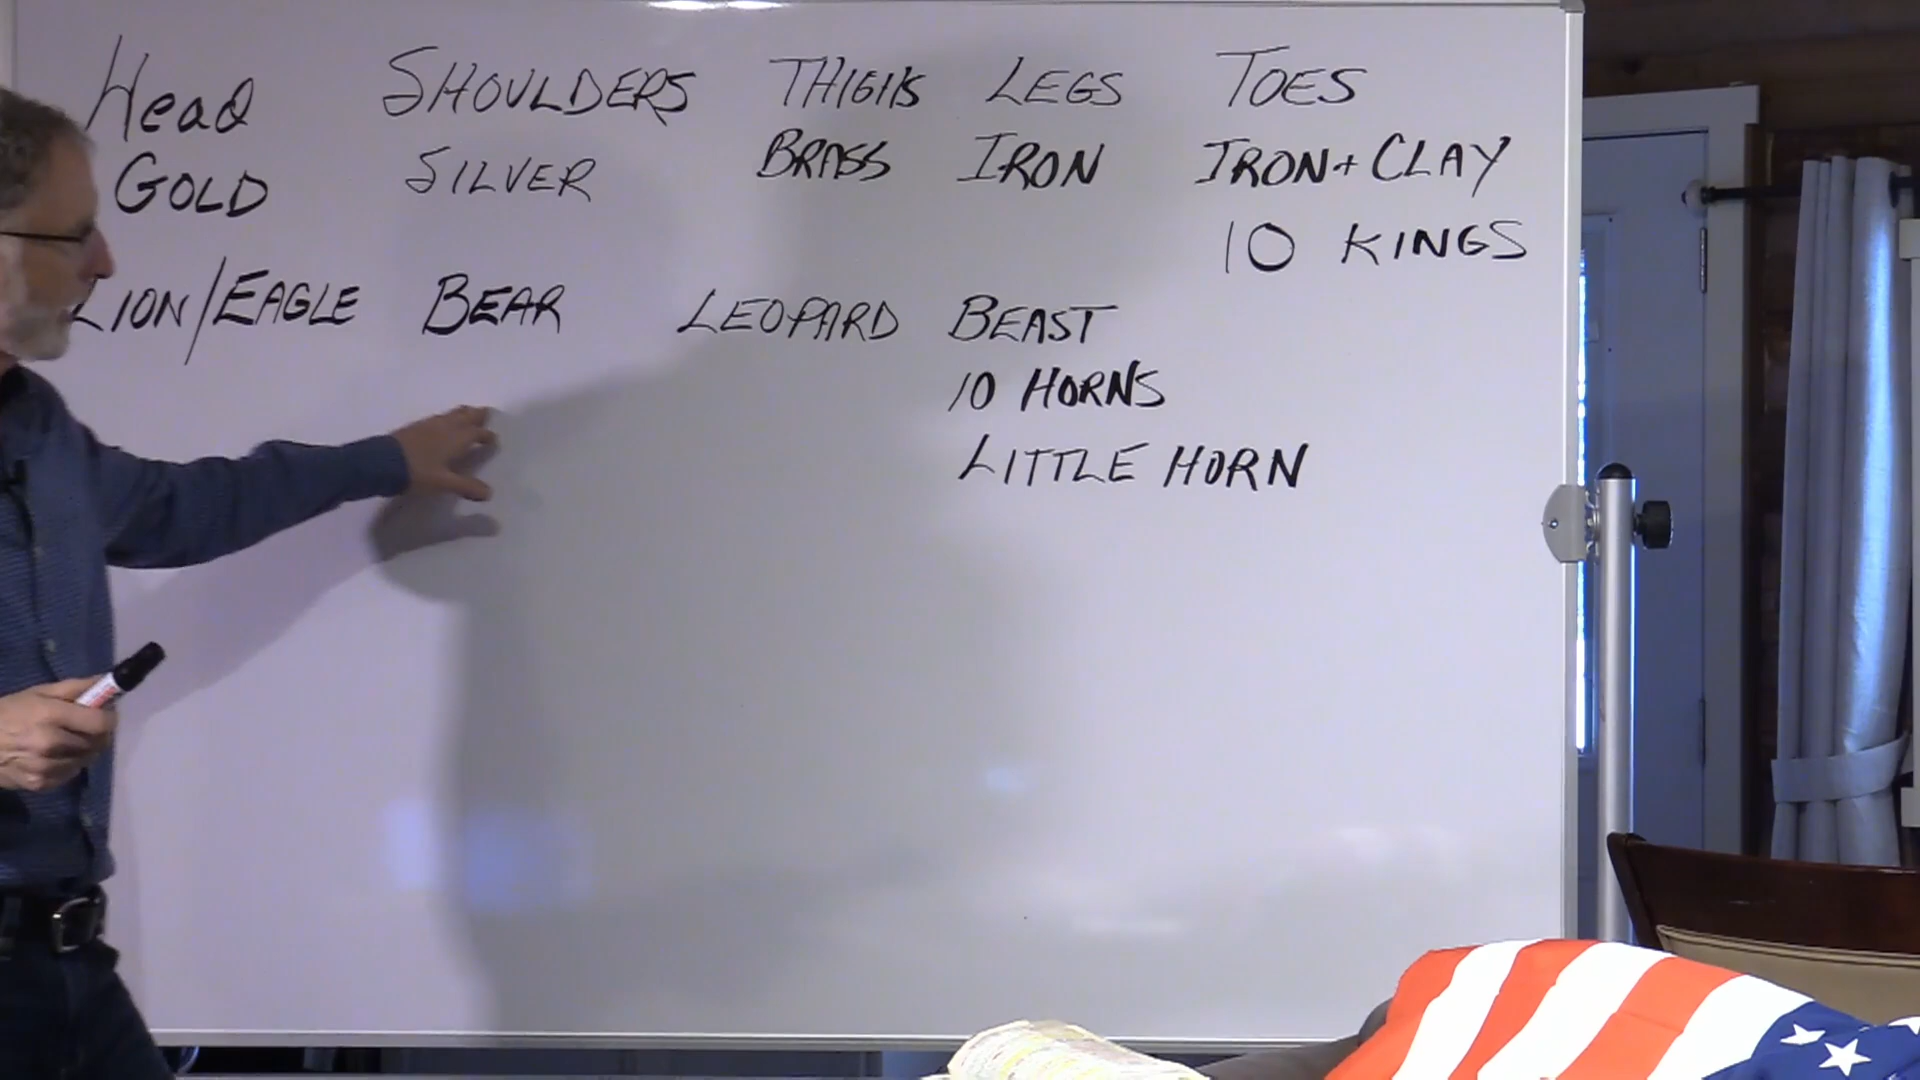 Head SHOULDERS THIGHS LEGS TOES
GOLD SILVER BRASS IRON IRON + CLAY
10 KINGS
LION/EAGLE BEAR LEOPARD BEAST
10 HORNS
LITTLE HORN